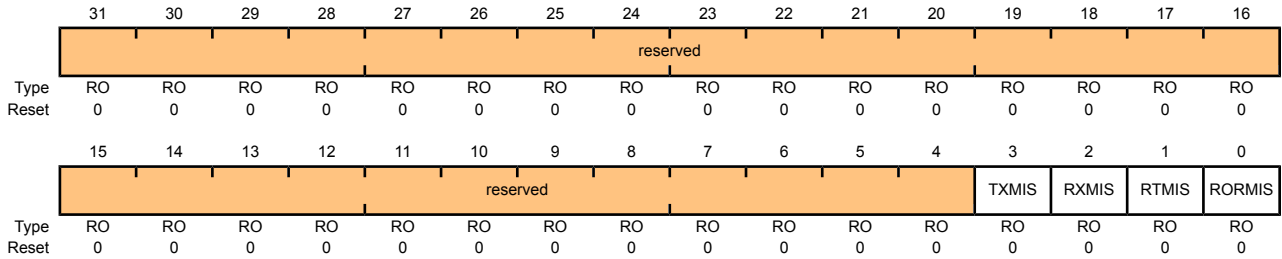 31 30 29 28 27 26 25 24 23 22 21 20 19 18 17 16
reserved
Type RO RO RO RO RO RO RO RO RO RO RO RO RO RO RO RO
Reset 0 0 0 0 0 0 0 0 0 0 0 0 0 0 0 0
15 14 13 12 11 10 9 8 7 6 5 4 3 2 1 0
reserved TXMIS RXMIS RTMIS RORMIS
Type RO RO RO RO RO RO RO RO RO RO RO RO RO RO RO RO
Reset 0 0 0 0 0 0 0 0 0 0 0 0 0 0 0 0